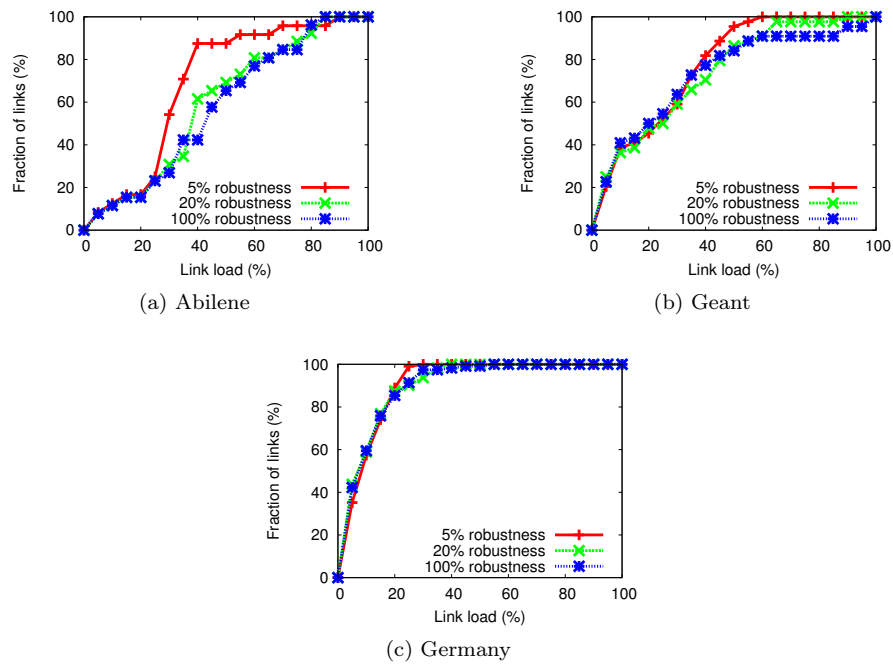 100
80
60
40
20
0
Fraction of links (%)
5% robustness
20% robustness
100% robustness
0 20 40 60 80 100
Link load (%)
(a) Abilene
100
80
60
40
20
0
Fraction of links (%)
5% robustness
20% robustness
100% robustness
0 20 40 60 80 100
Link load (%)
(b) Geant
100
80
60
40
20
0
Fraction of links (%)
5% robustness
20% robustness
100% robustness
0 20 40 60 80 100
Link load (%)
(c) Germany